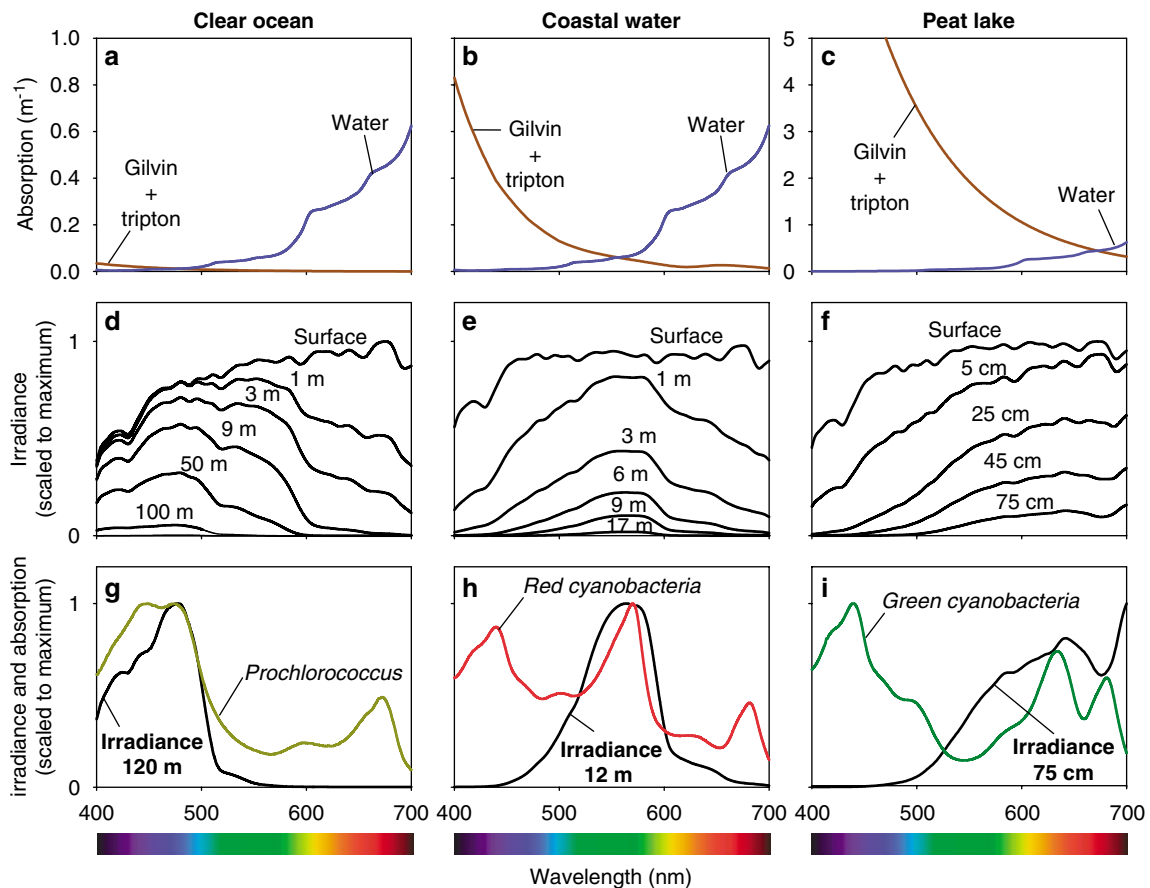 Clear ocean
Coastal water
Peat lake
Absorption (m⁻¹)
1.0
0.8
0.6
0.4
0.2
0.0
a
Gilvin
+
tripton
Water
b
Gilvin
+
tripton
Water
5
4
3
2
1
0
c
Gilvin
+
tripton
Water
Irradiance
(scaled to maximum)
1
0
d
Surface
1 m
3 m
9 m
50 m
100 m
e
Surface
1 m
3 m
6 m
9 m
17 m
f
Surface
5 cm
25 cm
45 cm
75 cm
irradiance and absorption
(scaled to maximum)
1
0
g
Prochlorococcus
Irradiance
120 m
h
Red cyanobacteria
Irradiance
12 m
i
Green cyanobacteria
Irradiance
75 cm
400 500 600 700
400 500 600 700
400 500 600 700
Wavelength (nm)